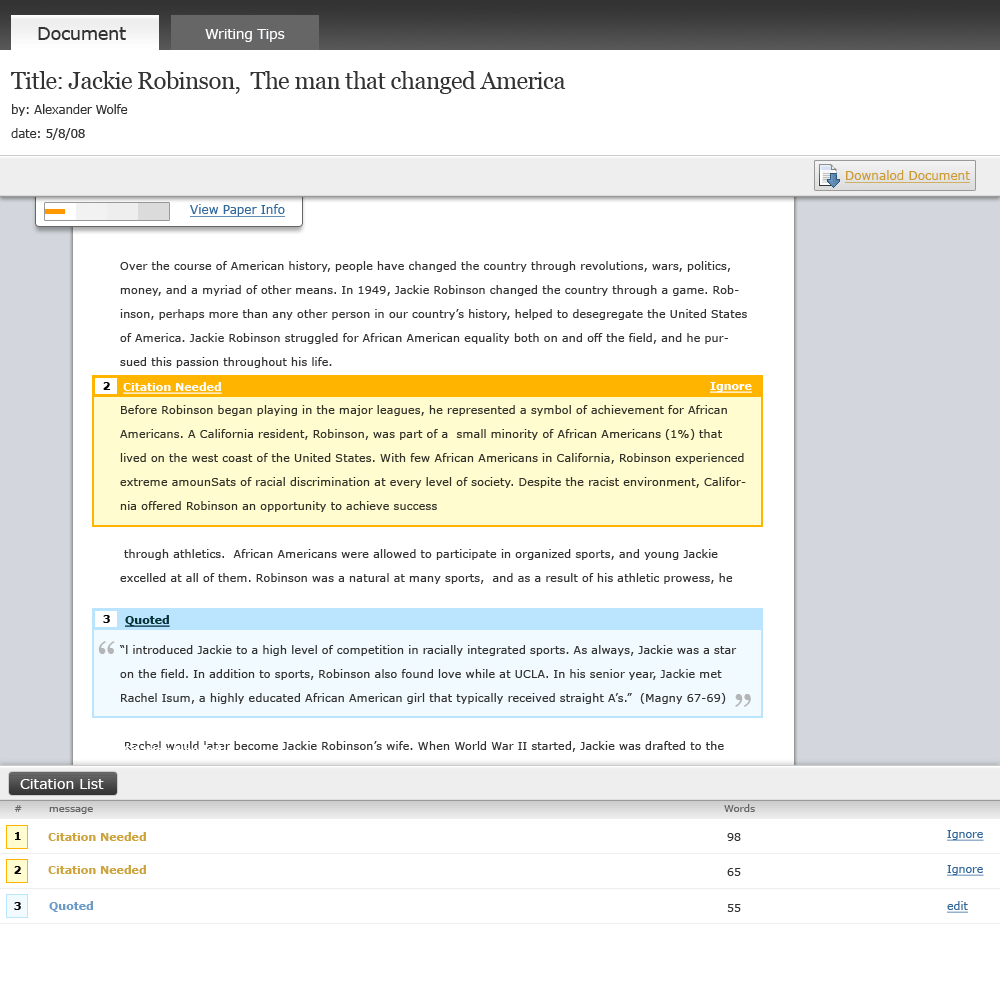 Document
Writing Tips
Title: Jackie Robinson,  The man that changed America
by: Alexander Wolfe
date: 5/8/08
Downalod Document
View Paper Info
Over the course of American history, people have changed the country through revolutions, wars, politics,
money, and a myriad of other means. In 1949, Jackie Robinson changed the country through a game. Rob-
inson, perhaps more than any other person in our country’s history, helped to desegregate the United States
of America. Jackie Robinson struggled for African American equality both on and off the field, and he pur-
sued this passion throughout his life.
2 Citation Needed Ignore
Before Robinson began playing in the major leagues, he represented a symbol of achievement for African
Americans. A California resident, Robinson, was part of a  small minority of African Americans (1%) that
lived on the west coast of the United States. With few African Americans in California, Robinson experienced
extreme amounSats of racial discrimination at every level of society. Despite the racist environment, Califor-
nia offered Robinson an opportunity to achieve success
through athletics.  African Americans were allowed to participate in organized sports, and young Jackie
excelled at all of them. Robinson was a natural at many sports,  and as a result of his athletic prowess, he
3 Quoted
“ “l introduced Jackie to a high level of competition in racially integrated sports. As always, Jackie was a star
on the field. In addition to sports, Robinson also found love while at UCLA. In his senior year, Jackie met
Rachel Isum, a highly educated African American girl that typically received straight A’s.”  (Magny 67-69) ”
Rachel would later become Jackie Robinson’s wife. When World War II started, Jackie was drafted to the
Citation List
# message Words
1 Citation Needed 98 Ignore
2 Citation Needed 65 Ignore
3 Quoted 55 edit